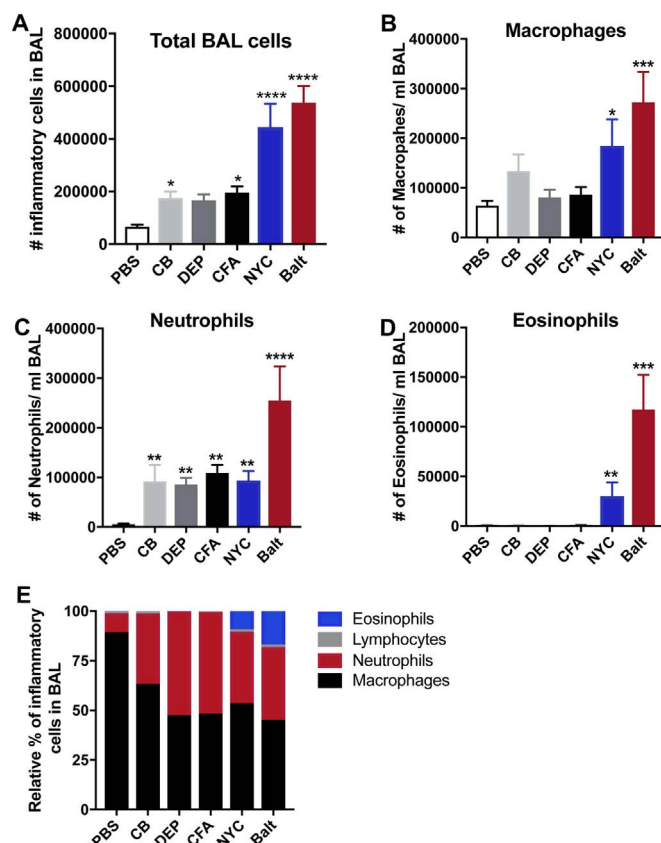 A
Total BAL cells
# inflammatory cells in BAL
800000
600000
400000
200000
0
*
*
****
****
PBS
CB
DEP
CFA
NYC
Balt
B
Macrophages
# of Macropahes/ ml BAL
400000
300000
200000
100000
0
*
***
PBS
CB
DEP
CFA
NYC
Balt
C
Neutrophils
# of Neutrophils/ ml BAL
400000
300000
200000
100000
0
**
**
**
**
****
PBS
CB
DEP
CFA
NYC
Balt
D
Eosinophils
# of Eosinophils/ ml BAL
200000
150000
100000
50000
0
**
***
PBS
CB
DEP
CFA
NYC
Balt
E
Relative % of inflammatory
cells in BAL
100
75
50
25
0
PBS
CB
DEP
CFA
NYC
Balt
Eosinophils
Lymphocytes
Neutrophils
Macrophages